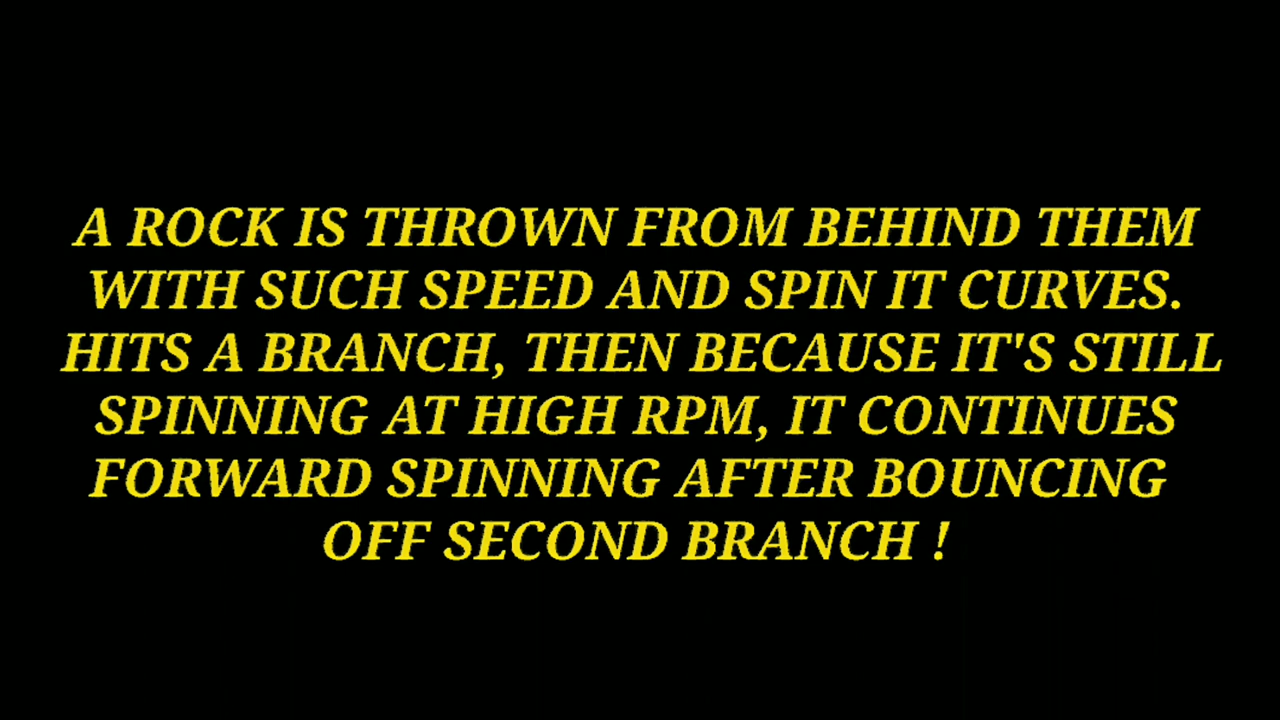 A ROCK IS THROWN FROM BEHIND THEM
WITH SUCH SPEED AND SPIN IT CURVES.
HITS A BRANCH, THEN BECAUSE IT'S STILL
SPINNING AT HIGH RPM, IT CONTINUES
FORWARD SPINNING AFTER BOUNCING
OFF SECOND BRANCH !